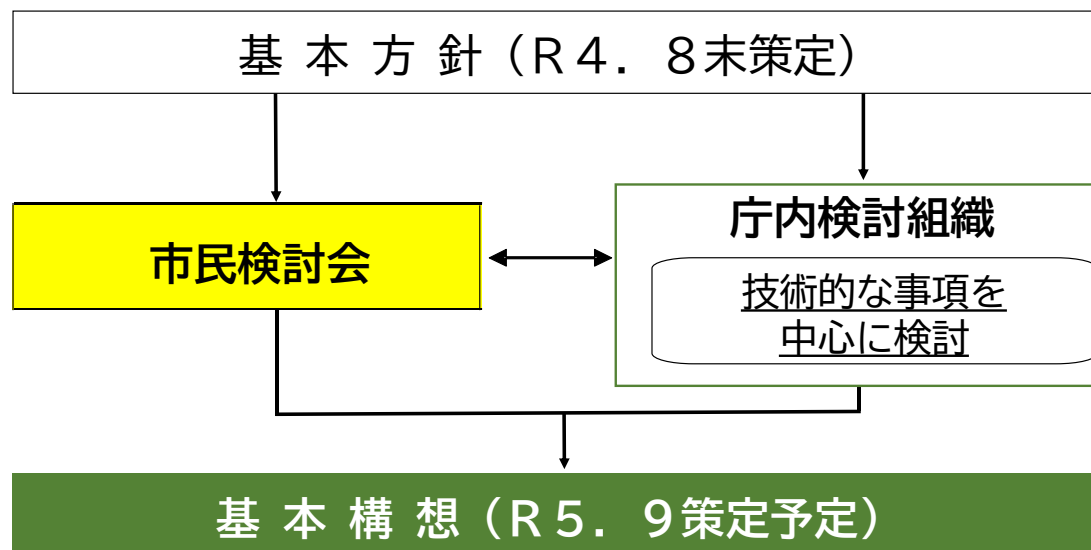 基 本 方 針（Ｒ４．８末策定）
市民検討会
庁内検討組織
技術的な事項を
中心に検討
基 本 構 想（Ｒ５．９策定予定）